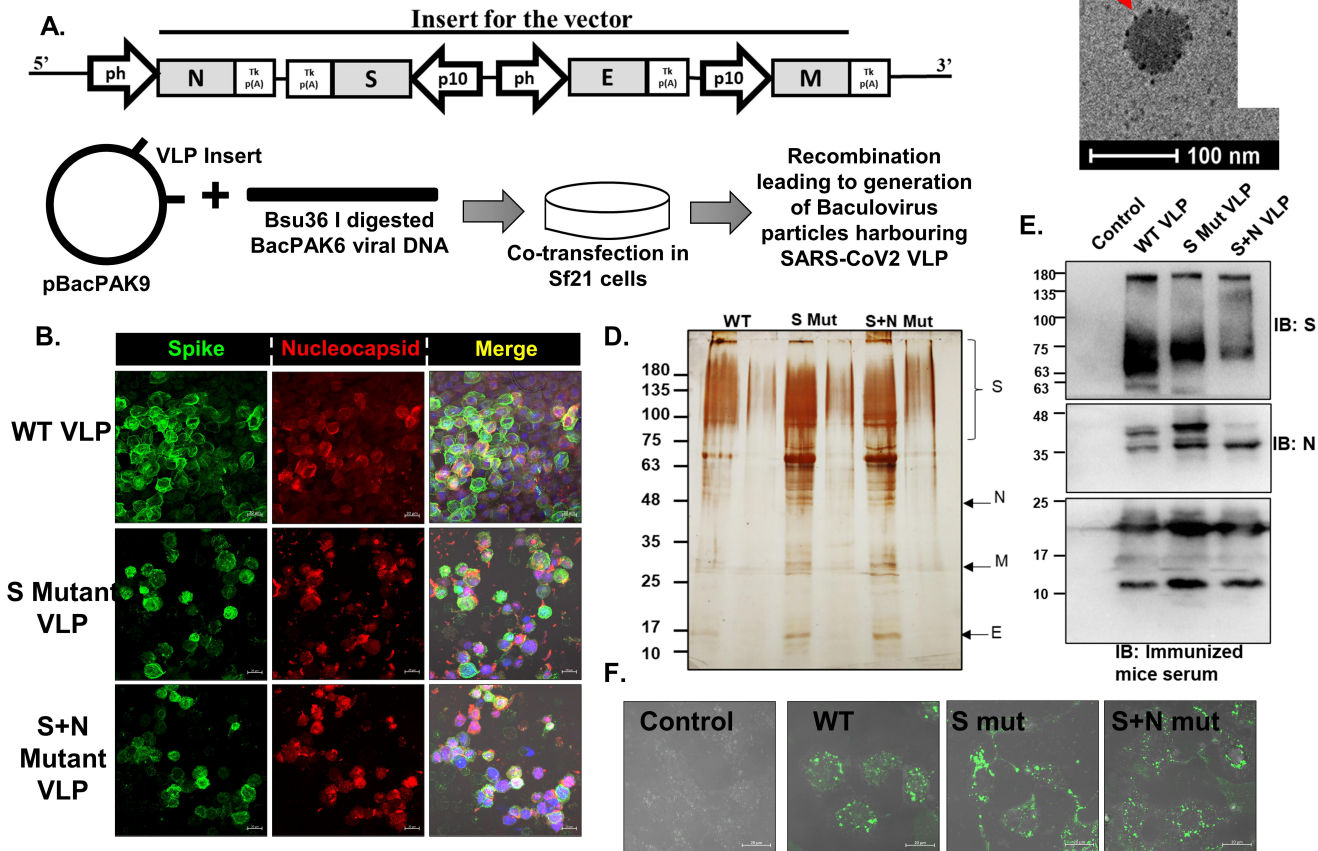 A.
Insert for the vector
5’
ph
N
Tk
p(A)
Tk
p(A)
S
p10
ph
E
Tk
p(A)
p10
M
Tk
p(A)
3’
VLP Insert
+
Bsu36 I digested
BacPAK6 viral DNA
pBacPAK9
Co-transfection in
Sf21 cells
Recombination
leading to generation
of Baculovirus
particles harbouring
SARS-CoV2 VLP
100 nm
B.
Spike
Nucleocapsid
Merge
WT VLP
S Mutant
VLP
S+N
Mutant
VLP
D.
WT
S Mut
S+N Mut
180
135
100
75
63
48
35
25
17
10
S
N
M
E
E.
Control
WT VLP
S Mut VLP
S+N VLP
180
135
100
75
63
63
IB: S
48
35
IB: N
25
17
10
IB: Immunized
mice serum
F.
Control
WT
S mut
S+N mut